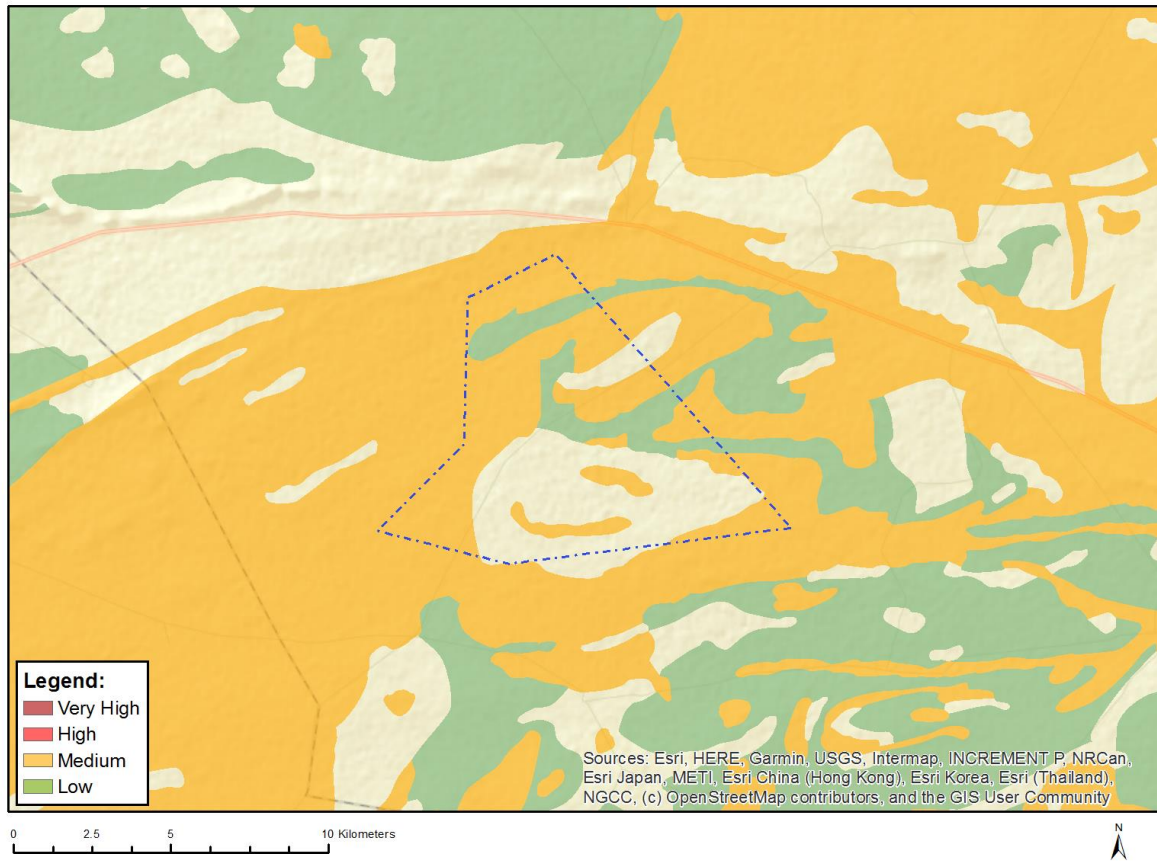 Legend:
Very High
High
Medium
Low
Sources: Esri, HERE, Garmin, USGS, Intermap, INCREMENT P, NRCan,
Esri Japan, METI, Esri China (Hong Kong), Esri Korea, Esri (Thailand),
NGCC, (c) OpenStreetMap contributors, and the GIS User Community
0 2.5 5 10 Kilometers
N